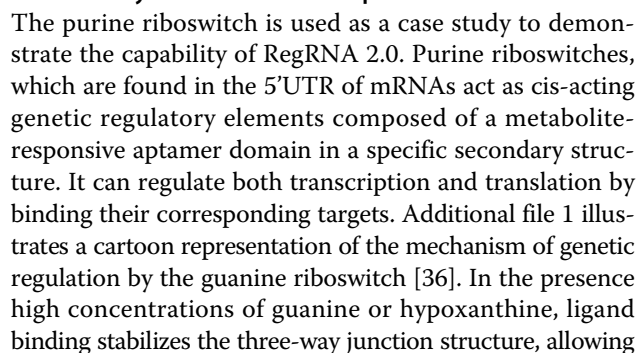 The purine riboswitch is used as a case study to demon-
strate the capability of RegRNA 2.0. Purine riboswitches,
which are found in the 5'UTR of mRNAs act as cis-acting
genetic regulatory elements composed of a metabolite-
responsive aptamer domain in a specific secondary struc-
ture. It can regulate both transcription and translation by
binding their corresponding targets. Additional file 1 illus-
trates a cartoon representation of the mechanism of genetic
regulation by the guanine riboswitch [36]. In the presence
high concentrations of guanine or hypoxanthine, ligand
binding stabilizes the three-way junction structure, allowing